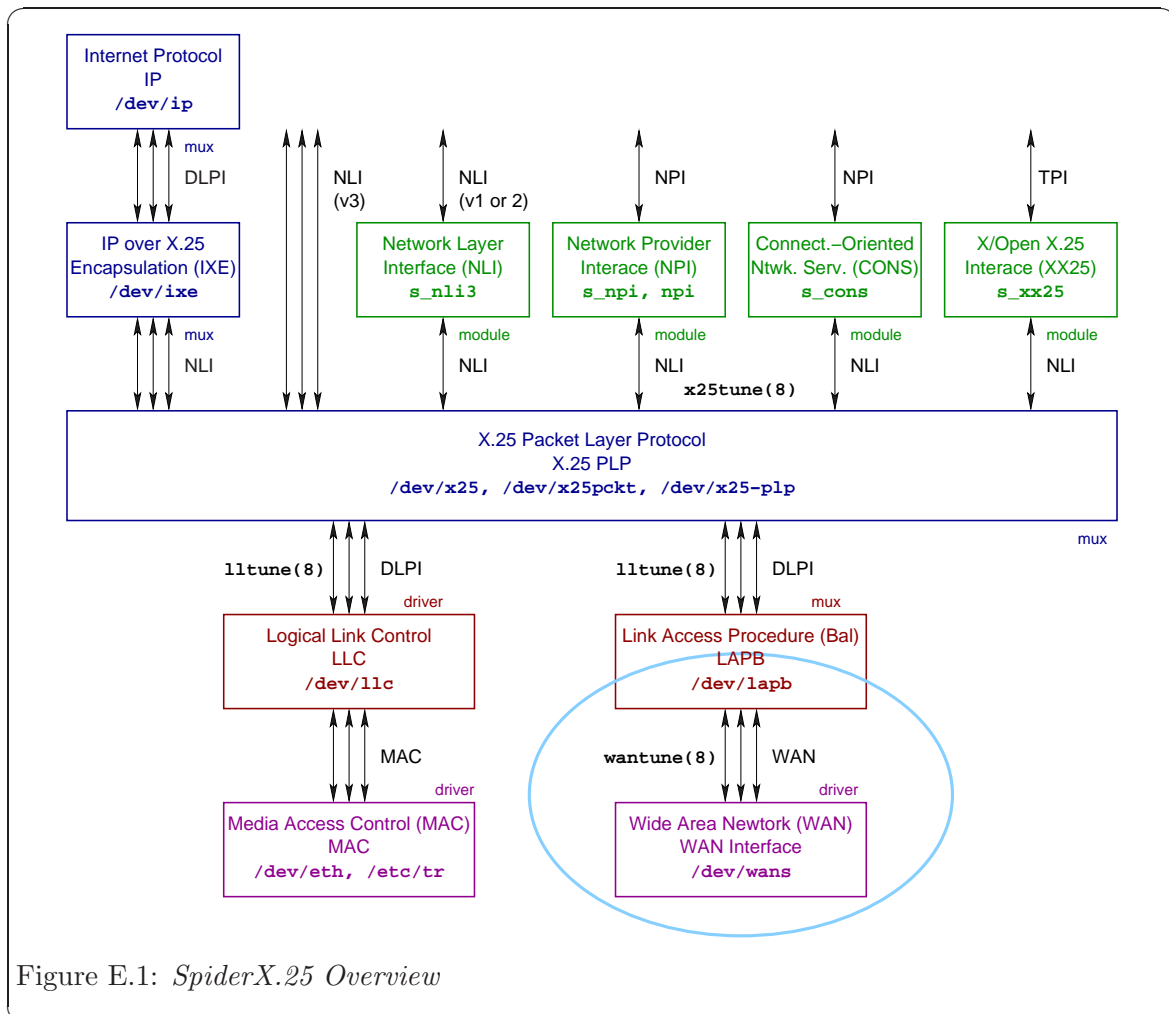 Internet Protocol
IP
/dev/ip
mux
DLPI
NLI
(v3)
NLI
(v1 or 2)
NPI
NPI
TPI
IP over X.25
Encapsulation (IXE)
/dev/ixe
Network Layer
Interface (NLI)
s_nli3
Network Provider
Interace (NPI)
s_npi, npi
Connect.−Oriented
Ntwk. Serv. (CONS)
s_cons
X/Open X.25
Interace (XX25)
s_xx25
mux
module
module
module
module
NLI
NLI
NLI
NLI
NLI
x25tune(8)
X.25 Packet Layer Protocol
X.25 PLP
/dev/x25, /dev/x25pckt, /dev/x25-plp
mux
lltune(8)
DLPI
lltune(8)
DLPI
driver
mux
Logical Link Control
LLC
/dev/llc
Link Access Procedure (Bal)
LAPB
/dev/lapb
MAC
wantune(8)
WAN
driver
driver
Media Access Control (MAC)
MAC
/dev/eth, /etc/tr
Wide Area Newtork (WAN)
WAN Interface
/dev/wans
Figure E.1: SpiderX.25 Overview